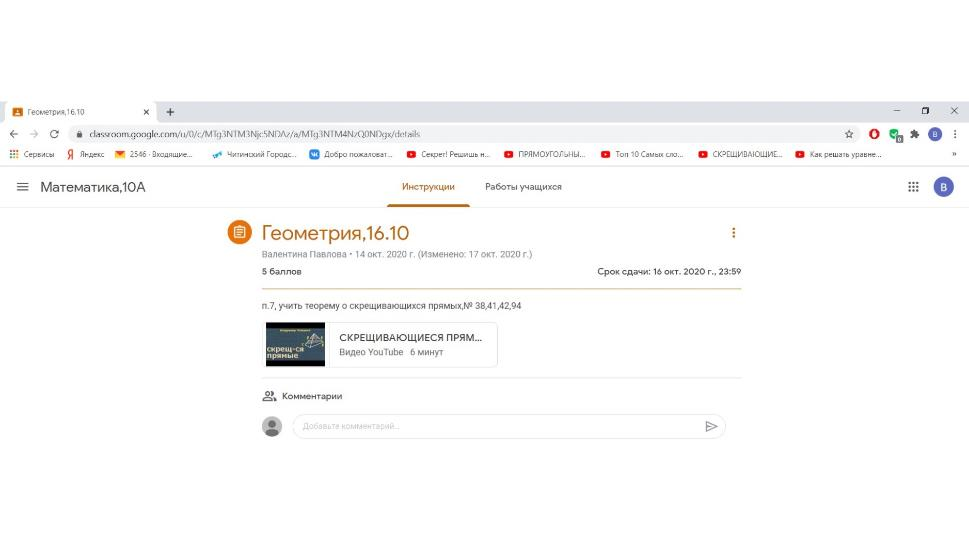 Геометрия,16.10
classroom.google.com/u/0/c/MTg3NTM3Njc5NDAz/a/MTg3NTM4NzQ0NDgx/details
Сервисы Яндекс 2546 · Входящие... Читинский Городс... Добро пожаловат... Секрет! Решишь н... ПРЯМОУГОЛЬНЫ... Топ 10 Самых сло... СКРЕЩИВАЮЩИЕ... Как решать уравне... »
Математика,10А Инструкции Работы учащихся В
Геометрия,16.10
Валентина Павлова • 14 окт. 2020 г. (Изменено: 17 окт. 2020 г.)
5 баллов Срок сдачи: 16 окт. 2020 г., 23:59
п.7, учить теорему о скрещивающихся прямых,№ 38,41,42,94
скрещ-ся
прямые
СКРЕЩИВАЮЩИЕСЯ ПРЯМ...
Видео YouTube 6 минут
Комментарии
Добавьте комментарий...